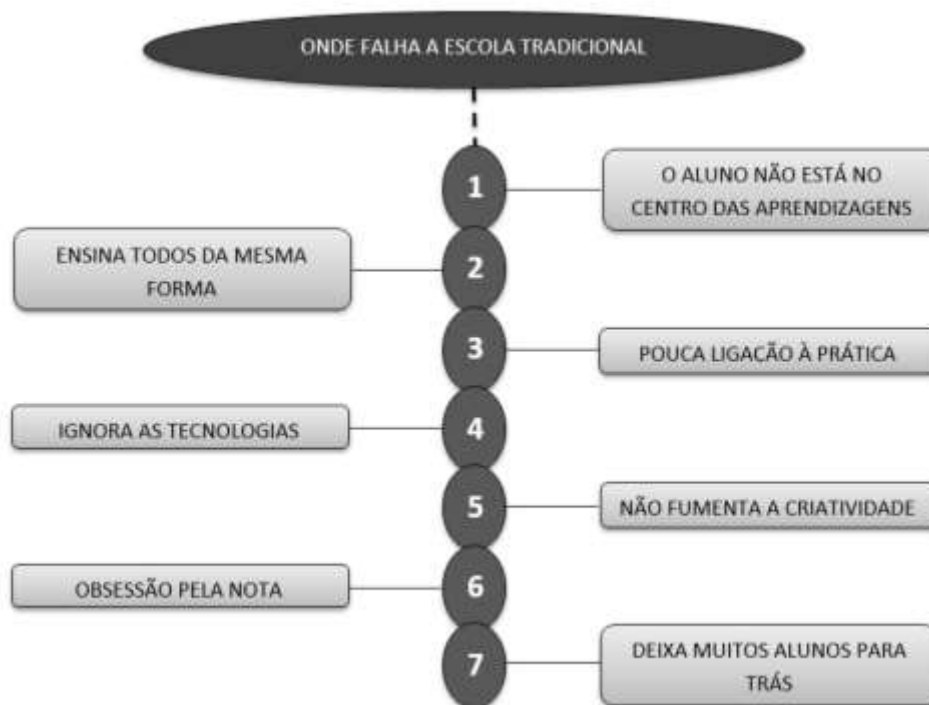 ONDE FALHA A ESCOLA TRADICIONAL
1
O ALUNO NÃO ESTÁ NO
CENTRO DAS APRENDIZAGENS
ENSINA TODOS DA MESMA
FORMA
2
3
POUCA LIGAÇÃO À PRÁTICA
IGNORA AS TECNOLOGIAS
4
5
NÃO FUMENTA A CRIATIVIDADE
OBSESSÃO PELA NOTA
6
7
DEIXA MUITOS ALUNOS PARA
TRÁS